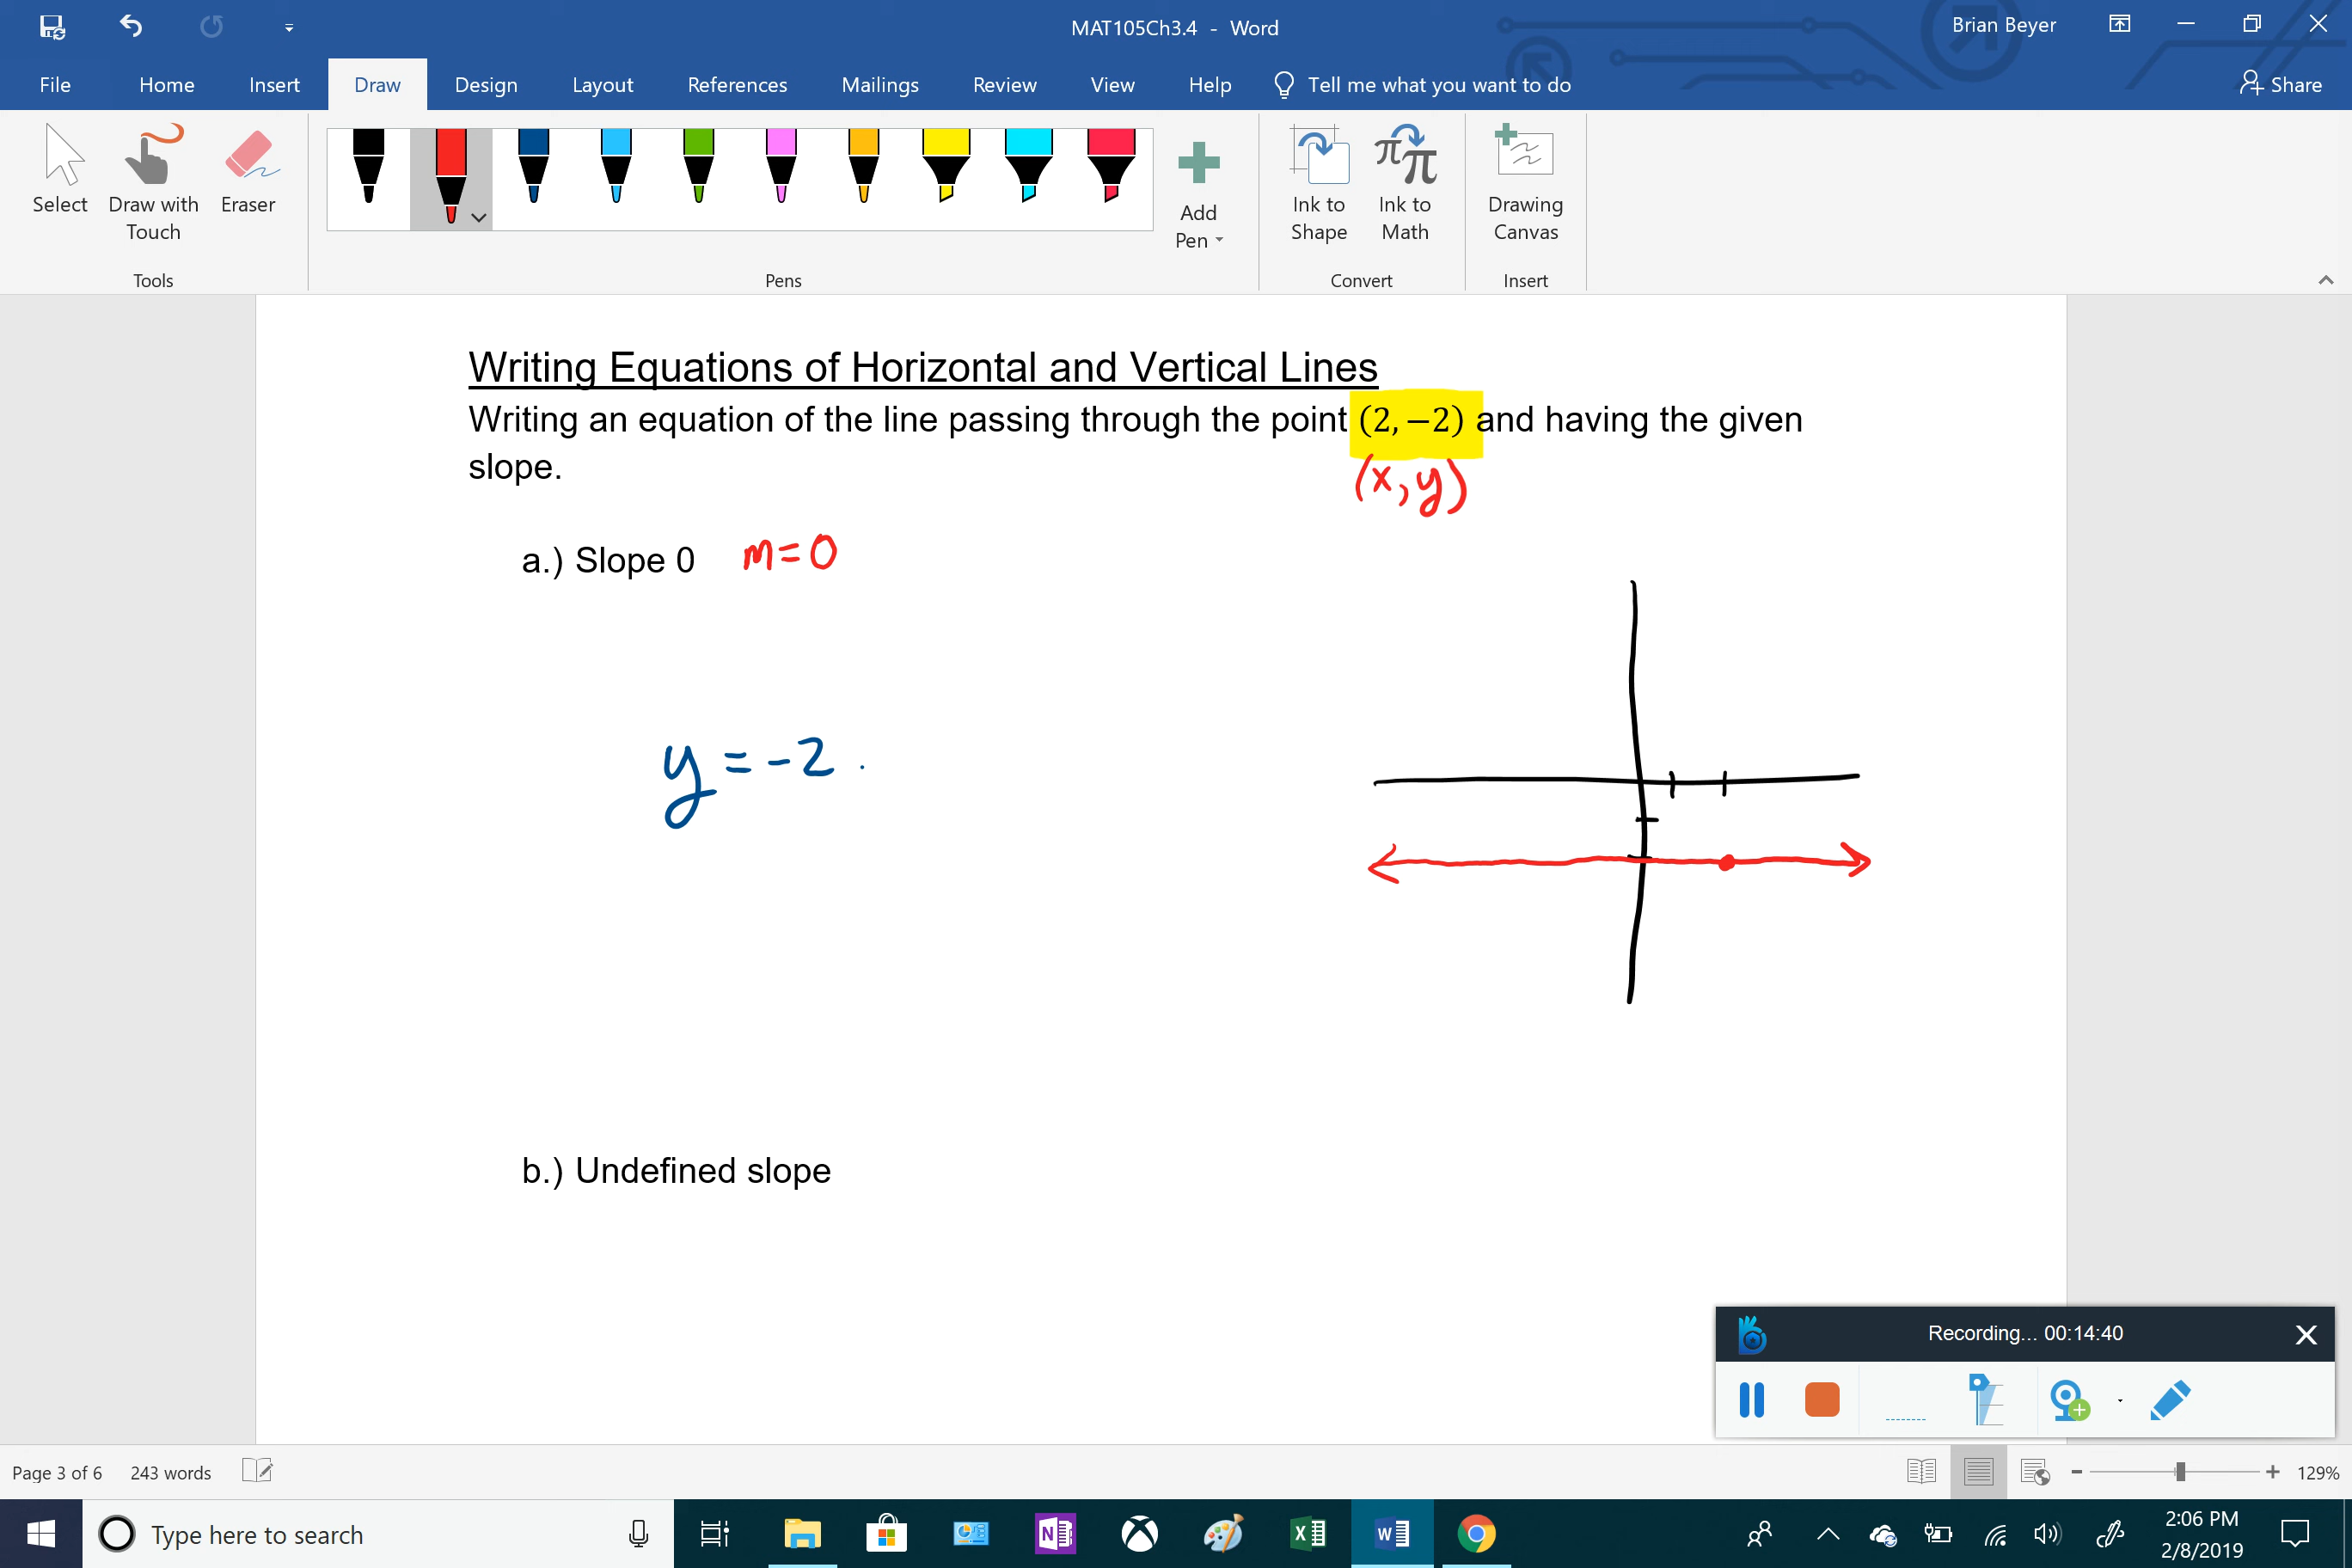 MAT105Ch3.4 - Word
Brian Beyer
File Home Insert Draw Design Layout References Mailings Review View Help Tell me what you want to do Share
Select Draw with Touch Eraser
Add Pen
Ink to Shape Ink to Math
Drawing Canvas
Tools Pens Convert Insert
Writing Equations of Horizontal and Vertical Lines
Writing an equation of the line passing through the point (2, −2) and having the given
slope.
(x, y)
a.) Slope 0 m = 0
y = -2
b.) Undefined slope
Recording... 00:14:40
Page 3 of 6 243 words
129%
Type here to search
2:06 PM
2/8/2019